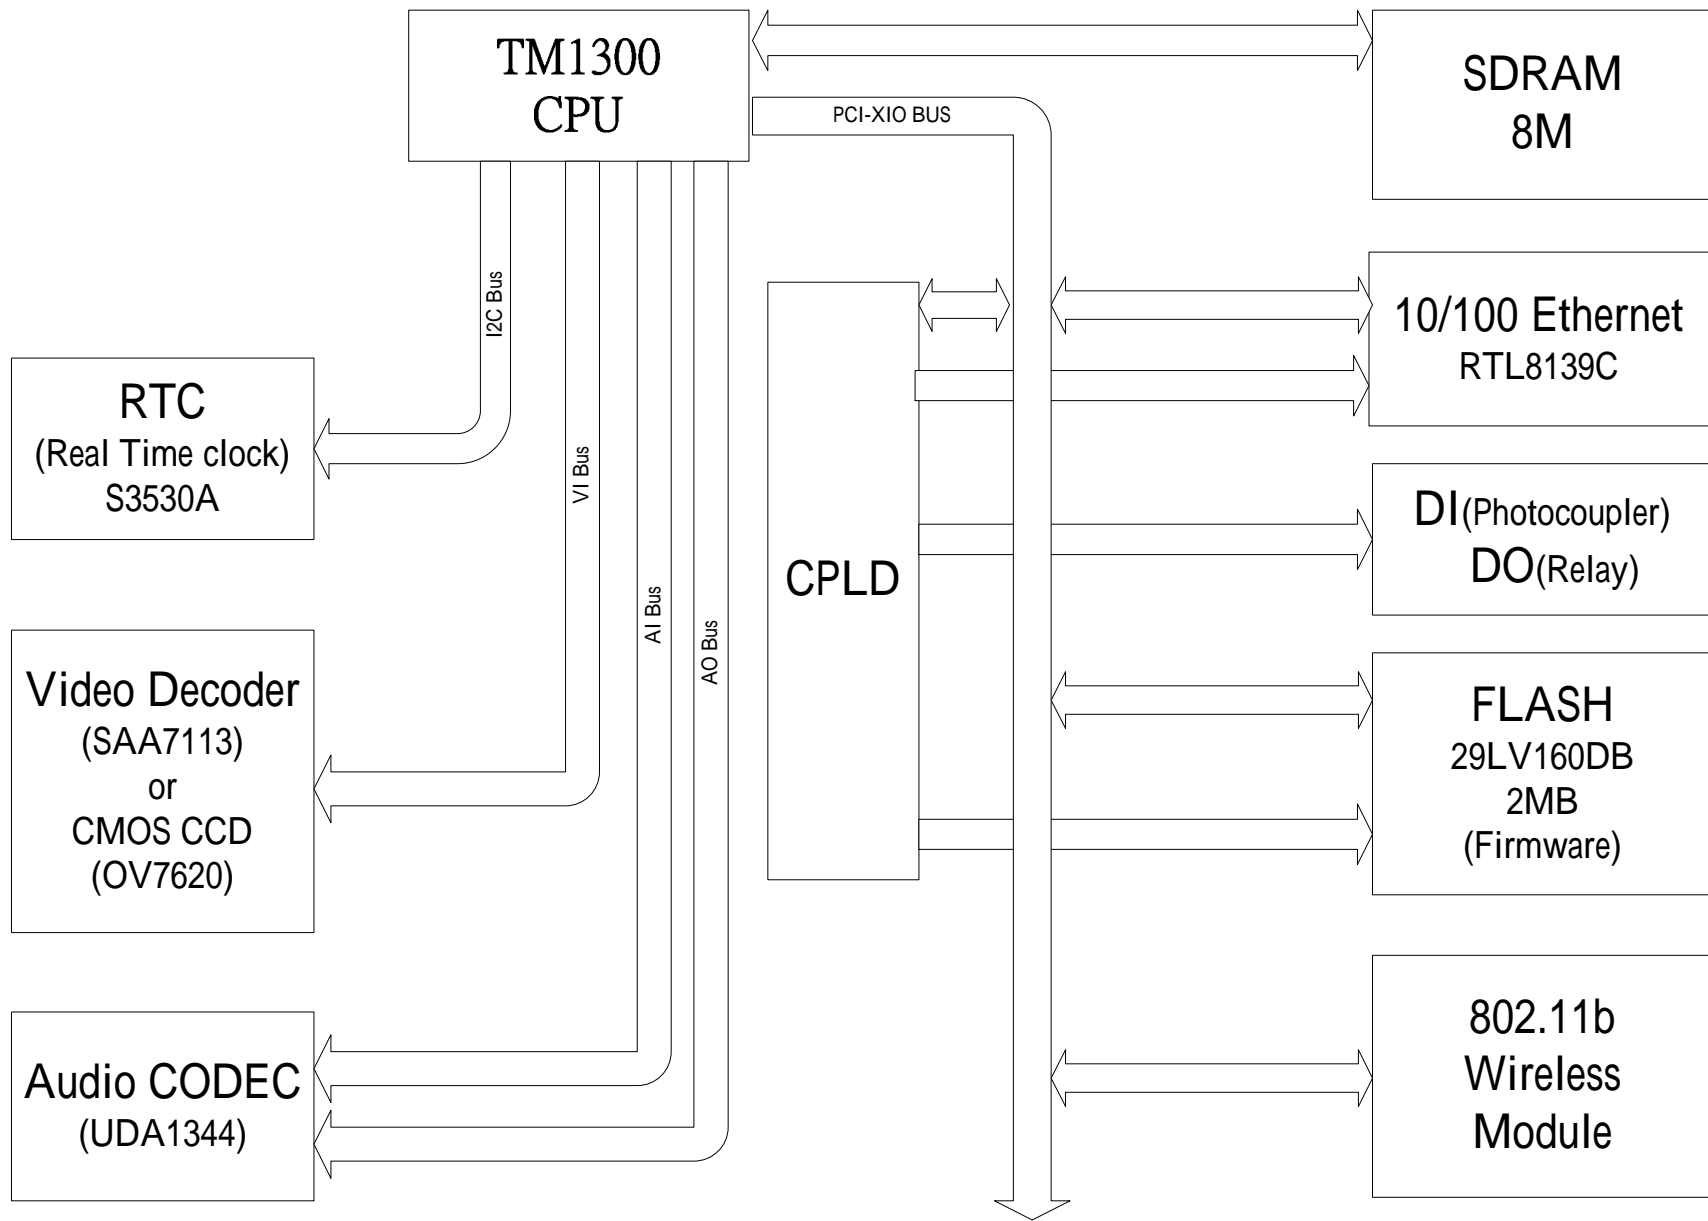 TM1300
CPU
SDRAM
8M
PCI-XIO BUS
I2C Bus
VI Bus
AI Bus
AO Bus
10/100 Ethernet
RTL8139C
RTC
(Real Time clock)
S3530A
CPLD
DI(Photocoupler)
DO(Relay)
Video Decoder
(SAA7113)
or
CMOS CCD
(OV7620)
FLASH
29LV160DB
2MB
(Firmware)
Audio CODEC
(UDA1344)
802.11b
Wireless
Module